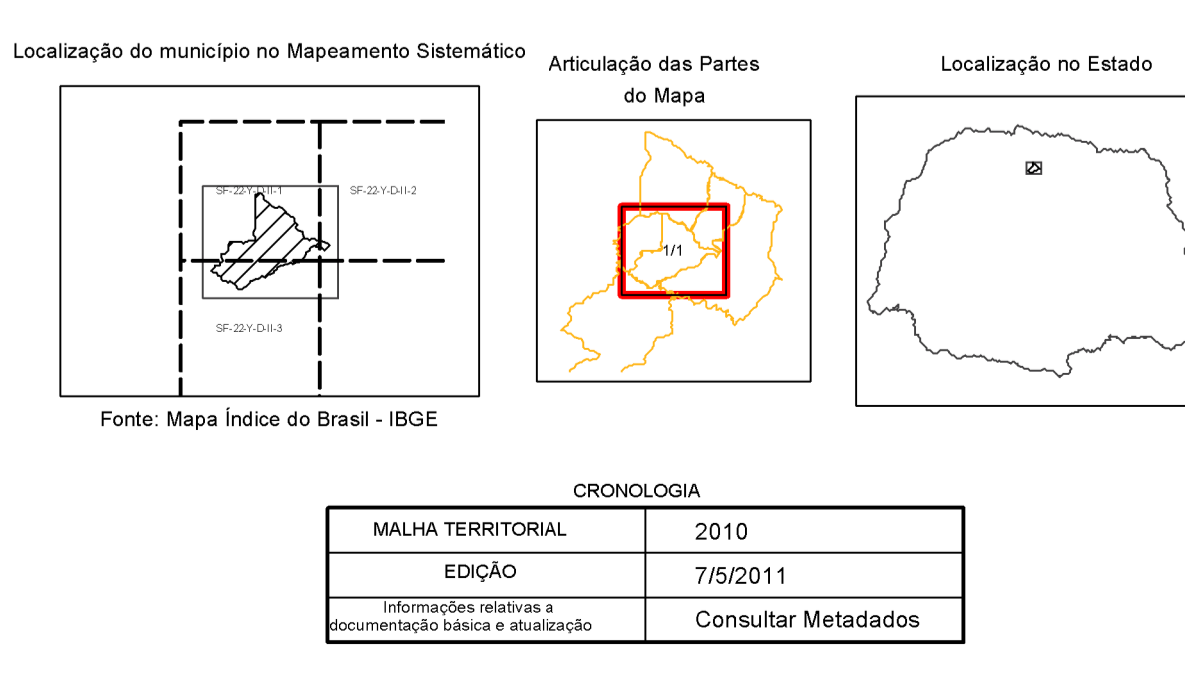 Localização do município no Mapeamento Sistemático
Articulação das Partes
do Mapa
Localização no Estado
SF-22-Y-D-II-1
SF-22-Y-D-II-2
1/1
SF-22-Y-D-II-3
Fonte: Mapa Índice do Brasil - IBGE
CRONOLOGIA
MALHA TERRITORIAL 2010
EDIÇÃO 7/5/2011
Informações relativas a
documentação básica e atualização
Consultar Metadados